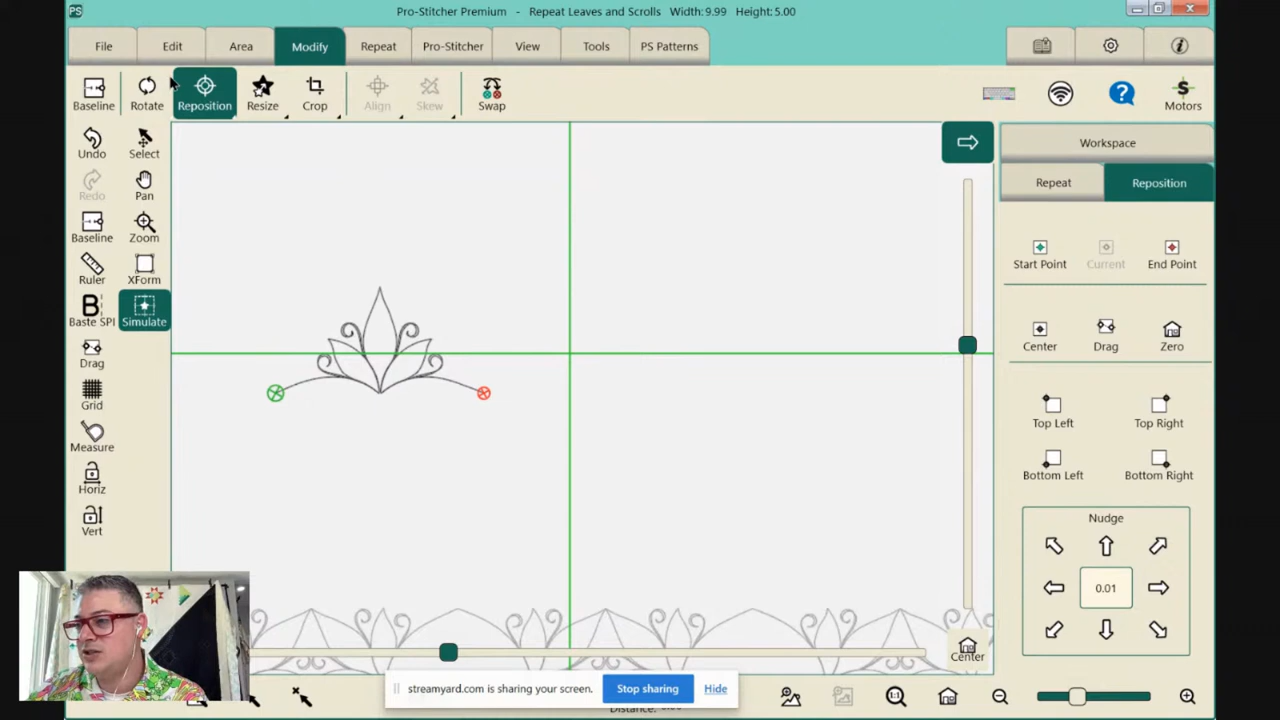 PS
Pro-Stitcher Premium - Repeat Leaves and Scrolls Width:9.99 Height:5.00
File Edit Area Modify Repeat Pro-Stitcher View Tools PS Patterns
Baseline Rotate Reposition Resize Crop Align Skew Swap Motors
Undo Select
Redo Pan
Baseline Zoom
Ruler XForm
B
Baste SPI Simulate
Drag
Grid
Measure
Horiz
Vert
Workspace
Repeat Reposition
Start Point Current End Point
Center Drag Zero
Top Left Top Right
Bottom Left Bottom Right
Nudge
0.01
Center
streamyard.com is sharing your screen. Stop sharing Hide
1:1